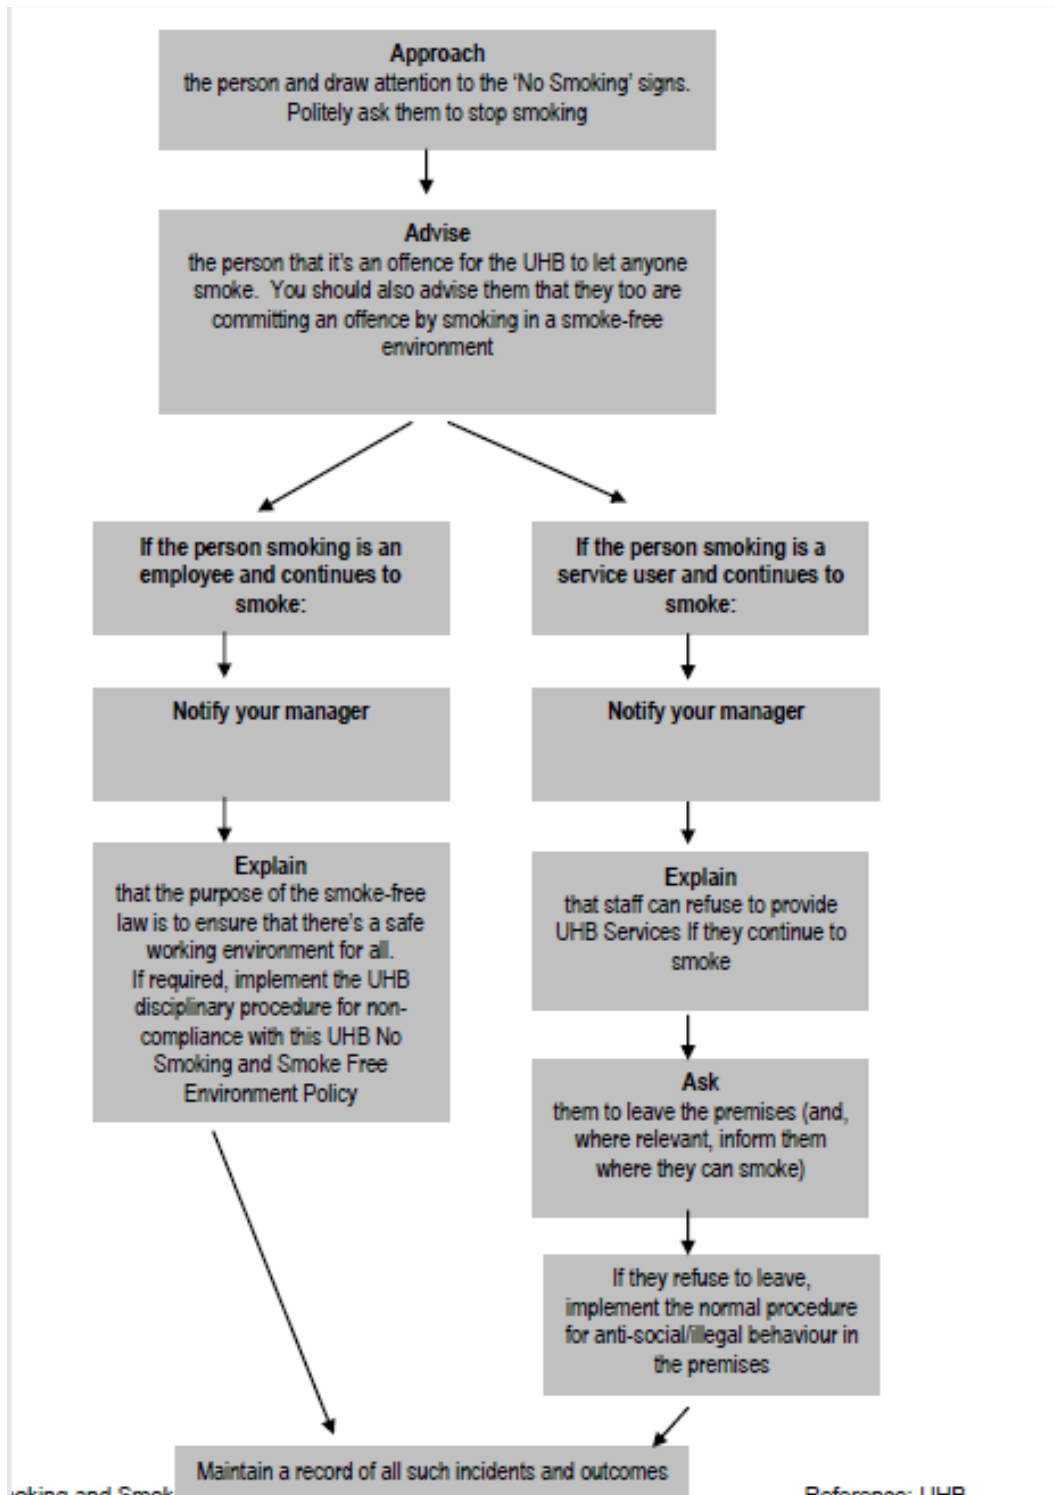 Approach
the person and draw attention to the ‘No Smoking’ signs.
Politely ask them to stop smoking
Advise
the person that it’s an offence for the UHB to let anyone
smoke.  You should also advise them that they too are
committing an offence by smoking in a smoke-free
environment
If the person smoking is an
employee and continues to
smoke:
Notify your manager
Explain
that the purpose of the smoke-free
law is to ensure that there’s a safe
working environment for all.
If required, implement the UHB
disciplinary procedure for non-
compliance with this UHB No
Smoking and Smoke Free
Environment Policy
If the person smoking is a
service user and continues to
smoke:
Notify your manager
Explain
that staff can refuse to provide
UHB Services If they continue to
smoke
Ask
them to leave the premises (and,
where relevant, inform them
where they can smoke)
If they refuse to leave,
implement the normal procedure
for anti-social/illegal behaviour in
the premises
Maintain a record of all such incidents and outcomes
and Reference: UHB